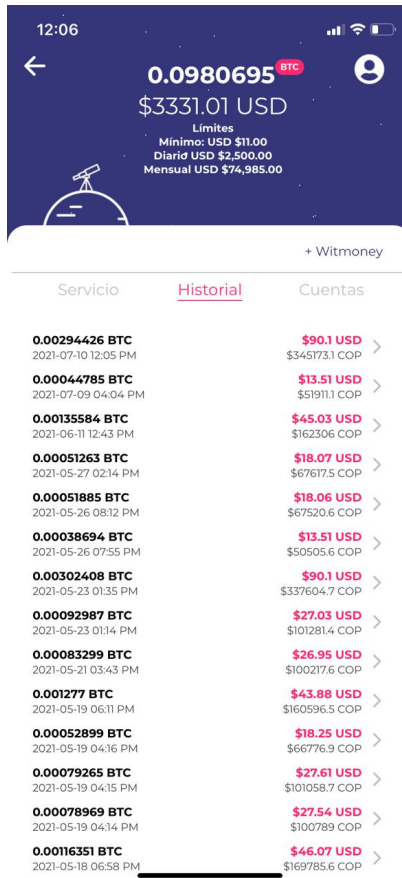 12:06
0.0980695 BTC
$3331.01 USD
Límites
Mínimo: USD $11.00
Diario USD $2,500.00
Mensual USD $74,985.00
+ Witmoney
Servicio Historial Cuentas
0.00294426 BTC $90.1 USD
2021-07-10 12:05 PM $345173.1 COP
0.00044785 BTC $13.51 USD
2021-07-09 04:04 PM $51911.1 COP
0.00135584 BTC $45.03 USD
2021-06-11 12:43 PM $162306 COP
0.00051263 BTC $18.07 USD
2021-05-27 02:14 PM $67617.5 COP
0.00051885 BTC $18.06 USD
2021-05-26 08:12 PM $67520.6 COP
0.00038694 BTC $13.51 USD
2021-05-26 07:55 PM $50505.6 COP
0.00302408 BTC $90.1 USD
2021-05-23 01:35 PM $337604.7 COP
0.00092987 BTC $27.03 USD
2021-05-23 01:14 PM $101281.4 COP
0.00083299 BTC $26.95 USD
2021-05-21 03:43 PM $100217.6 COP
0.001277 BTC $43.88 USD
2021-05-19 06:11 PM $160596.5 COP
0.00052899 BTC $18.25 USD
2021-05-19 04:16 PM $66776.9 COP
0.00079265 BTC $27.61 USD
2021-05-19 04:15 PM $101058.7 COP
0.00078969 BTC $27.54 USD
2021-05-19 04:14 PM $100789 COP
0.00116351 BTC $46.07 USD
2021-05-18 06:58 PM $169785.6 COP